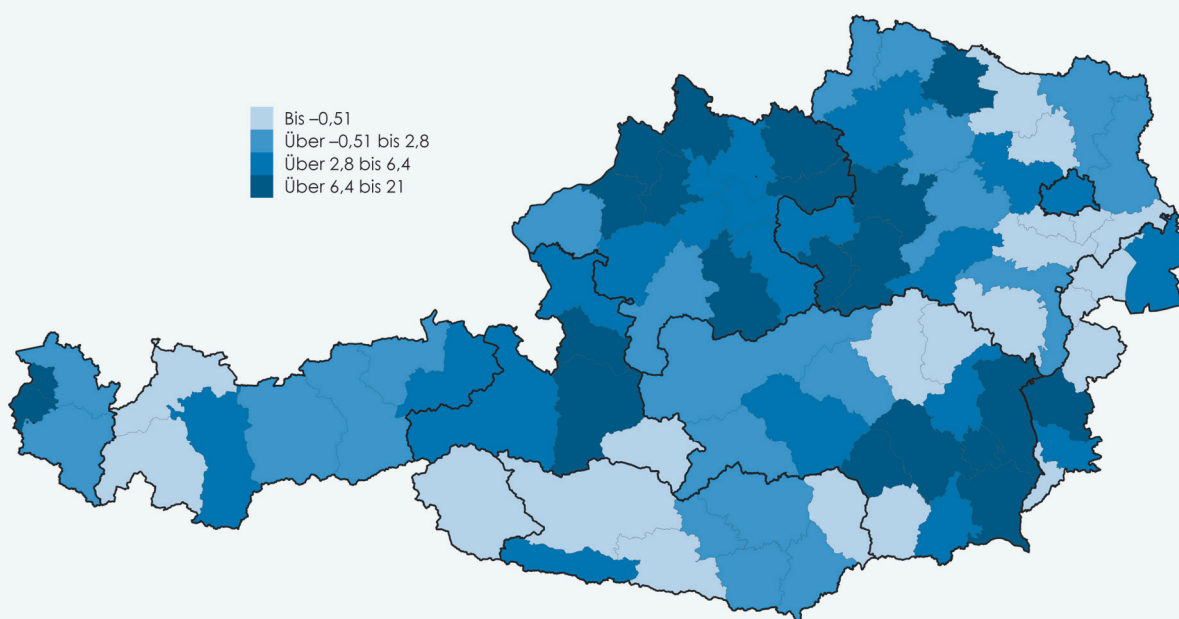 Bis –0,51
Über –0,51 bis 2,8
Über 2,8 bis 6,4
Über 6,4 bis 21